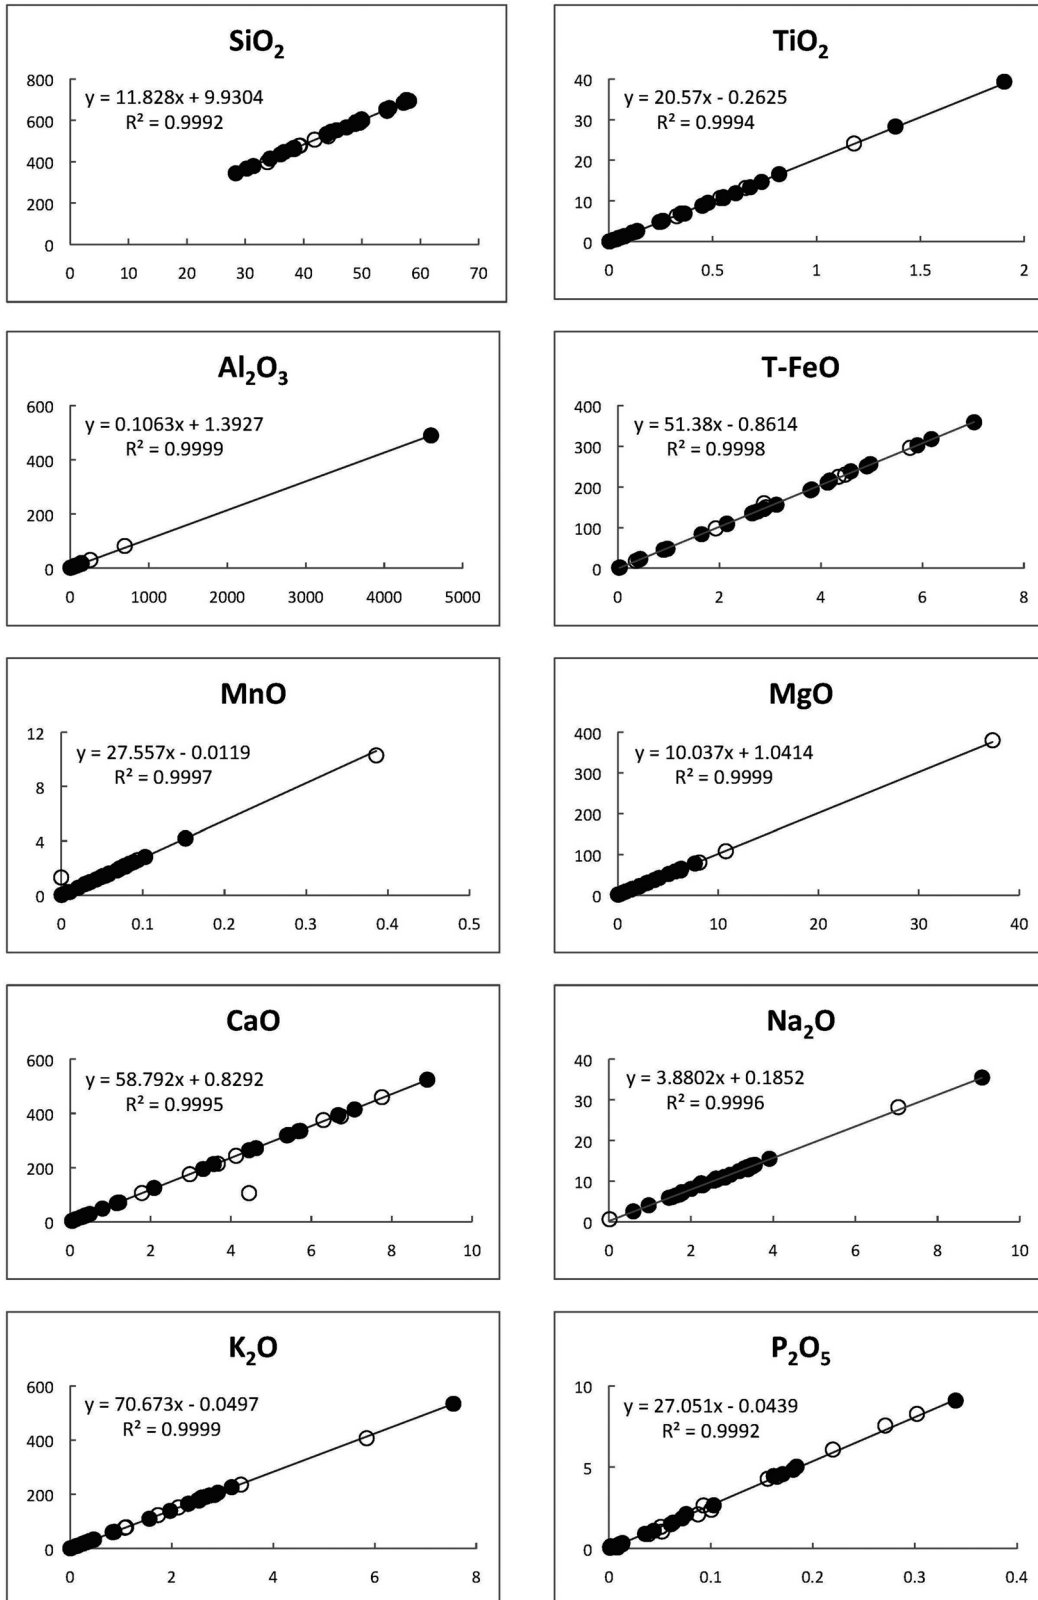 SiO₂
y = 11.828x + 9.9304
R² = 0.9992
800
600
400
200
0
0 10 20 30 40 50 60 70
TiO₂
y = 20.57x - 0.2625
R² = 0.9994
40
30
20
10
0
0 0.5 1 1.5 2
Al₂O₃
y = 0.1063x + 1.3927
R² = 0.9999
600
400
200
0
0 1000 2000 3000 4000 5000
T-FeO
y = 51.38x - 0.8614
R² = 0.9998
400
300
200
100
0
0 2 4 6 8
MnO
y = 27.557x - 0.0119
R² = 0.9997
12
8
4
0
0 0.1 0.2 0.3 0.4 0.5
MgO
y = 10.037x + 1.0414
R² = 0.9999
400
300
200
100
0
0 10 20 30 40
CaO
y = 58.792x + 0.8292
R² = 0.9995
600
400
200
0
0 2 4 6 8 10
Na₂O
y = 3.8802x + 0.1852
R² = 0.9996
40
30
20
10
0
0 2 4 6 8 10
K₂O
y = 70.673x - 0.0497
R² = 0.9999
600
400
200
0
0 2 4 6 8
P₂O₅
y = 27.051x - 0.0439
R² = 0.9992
10
5
0
0 0.1 0.2 0.3 0.4